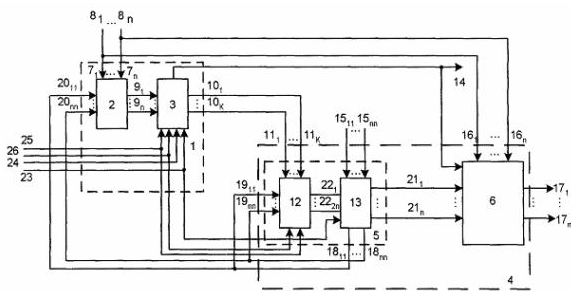 8₁ ... 8ₙ
7₁ ... 7ₙ
20₁₁ 2 9₁ 3 10₁ 14
20ₙₙ 9ₙ 10ₖ
25 11₁ ... 11ₖ 15₁₁ ... 15ₙₙ 16₁ ... 16ₙ
26 1
24
23
19₁₁ 12 22₁ 13 21₁ 6 17₁
19ₙₙ 22₂ₙ 21ₙ 17ₙ
5
18₁₁ ... 18ₙₙ
4